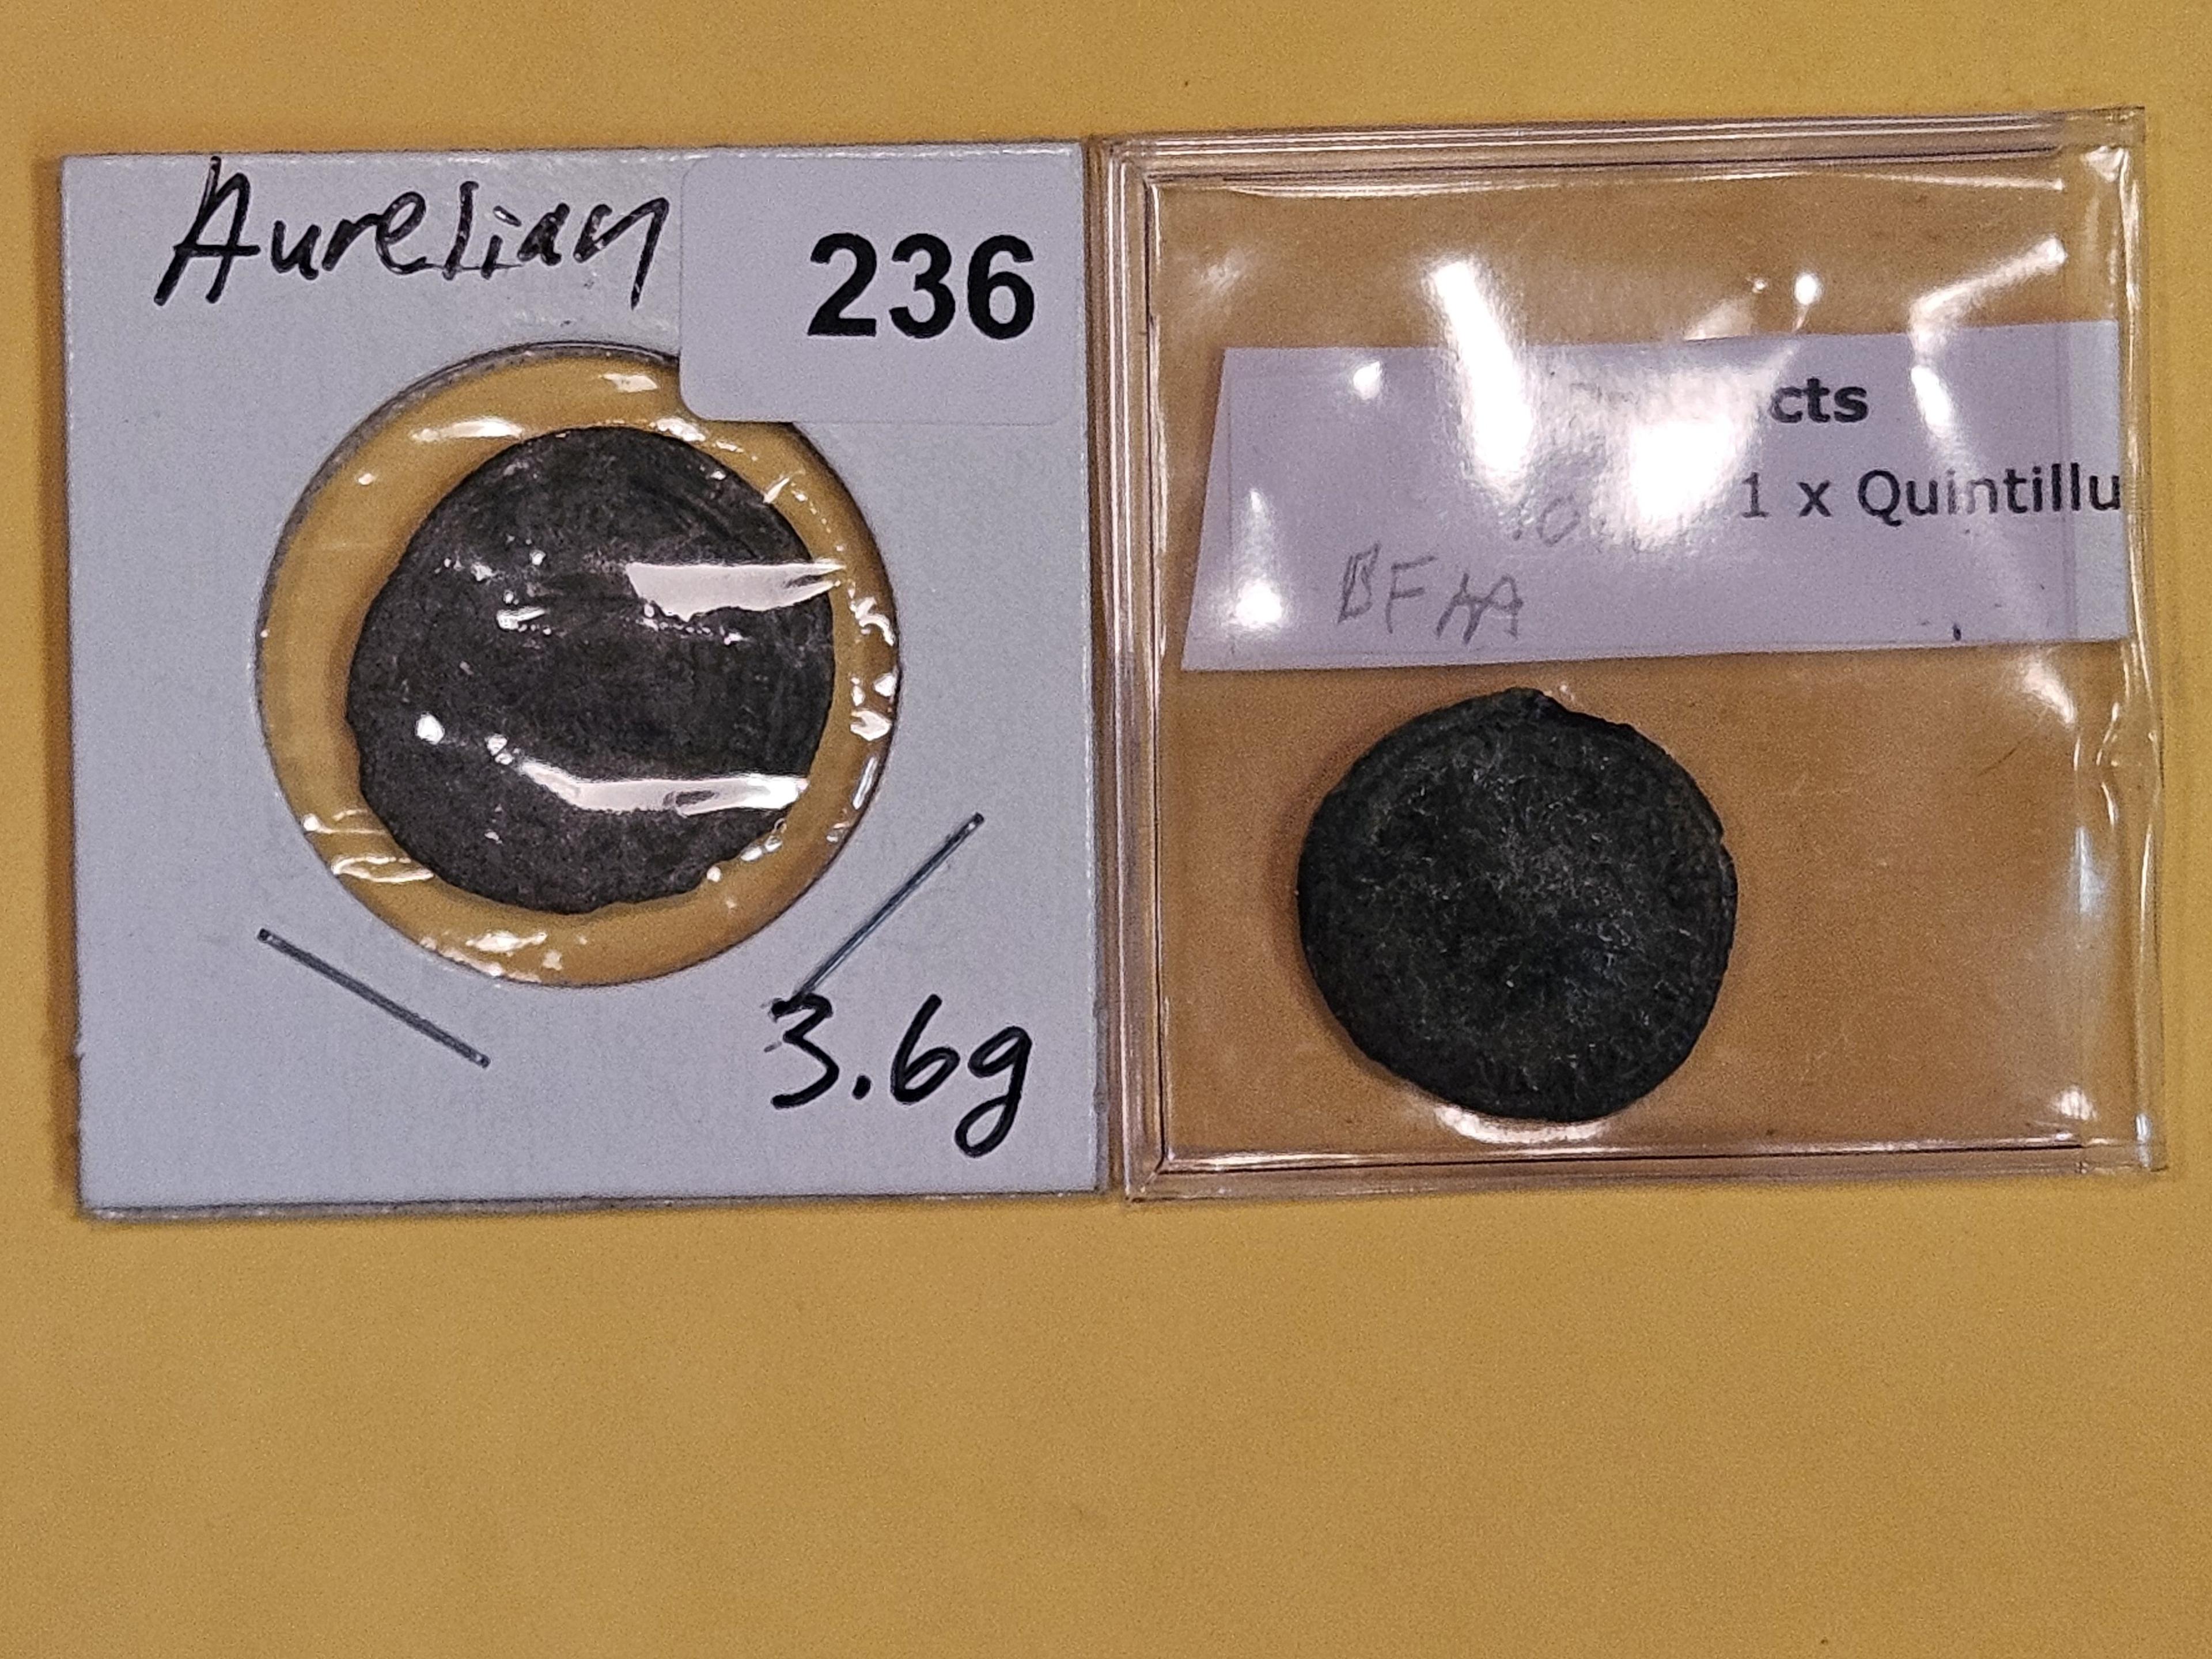 Aurelian
236
3.6g
cts
1 x Quintillu